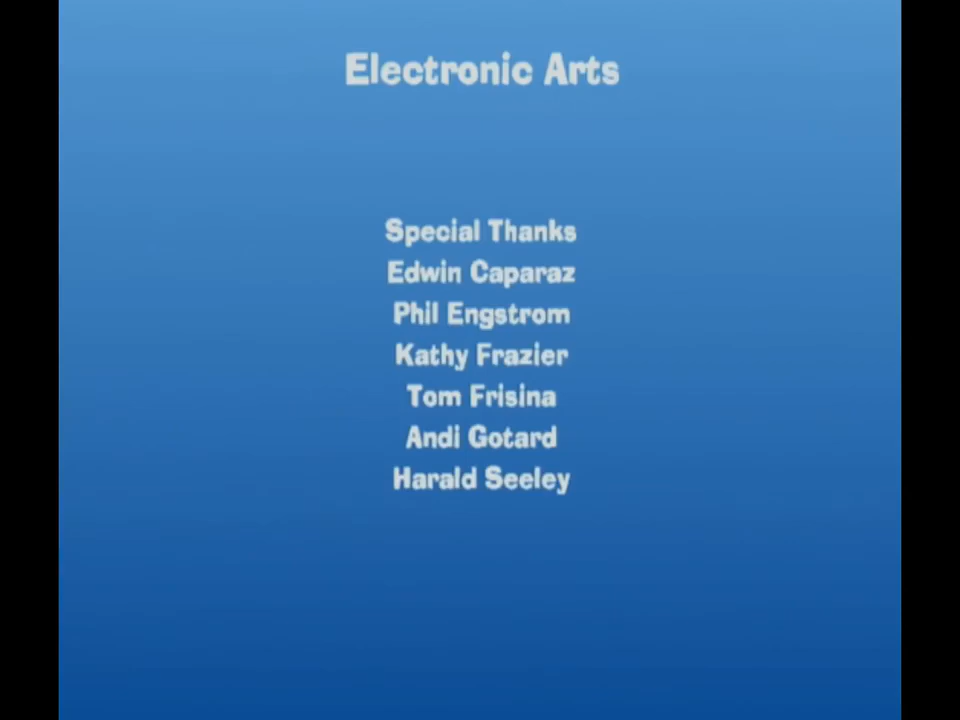 Electronic Arts
Special Thanks
Edwin Caparaz
Phil Engstrom
Kathy Frazier
Tom Frisina
Andi Gotard
Harald Seeley